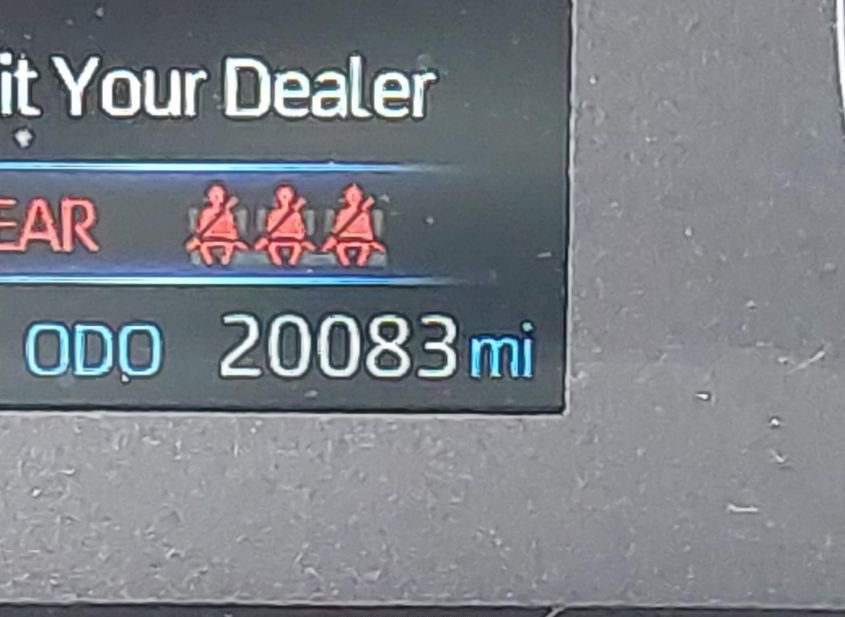 it Your Dealer
EAR
ODO 20083 mi